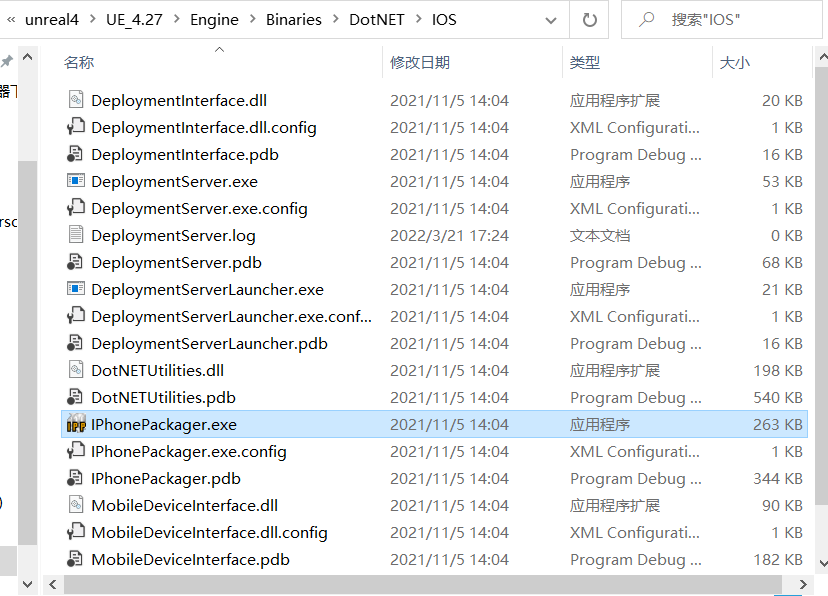 « unreal4 > UE_4.27 > Engine > Binaries > DotNET > IOS 搜索"IOS"
名称 修改日期 类型 大小
DeploymentInterface.dll 2021/11/5 14:04 应用程序扩展 20 KB
DeploymentInterface.dll.config 2021/11/5 14:04 XML Configurati... 1 KB
DeploymentInterface.pdb 2021/11/5 14:04 Program Debug ... 16 KB
DeploymentServer.exe 2021/11/5 14:04 应用程序 53 KB
DeploymentServer.exe.config 2021/11/5 14:04 XML Configurati... 1 KB
DeploymentServer.log 2022/3/21 17:24 文本文档 0 KB
DeploymentServer.pdb 2021/11/5 14:04 Program Debug ... 68 KB
DeploymentServerLauncher.exe 2021/11/5 14:04 应用程序 21 KB
DeploymentServerLauncher.exe.conf... 2021/11/5 14:04 XML Configurati... 1 KB
DeploymentServerLauncher.pdb 2021/11/5 14:04 Program Debug ... 16 KB
DotNETUtilities.dll 2021/11/5 14:04 应用程序扩展 198 KB
DotNETUtilities.pdb 2021/11/5 14:04 Program Debug ... 540 KB
IPP IPhonePackager.exe 2021/11/5 14:04 应用程序 263 KB
IPhonePackager.exe.config 2021/11/5 14:04 XML Configurati... 1 KB
IPhonePackager.pdb 2021/11/5 14:04 Program Debug ... 344 KB
MobileDeviceInterface.dll 2021/11/5 14:04 应用程序扩展 90 KB
MobileDeviceInterface.dll.config 2021/11/5 14:04 XML Configurati... 1 KB
MobileDeviceInterface.pdb 2021/11/5 14:04 Program Debug ... 182 KB